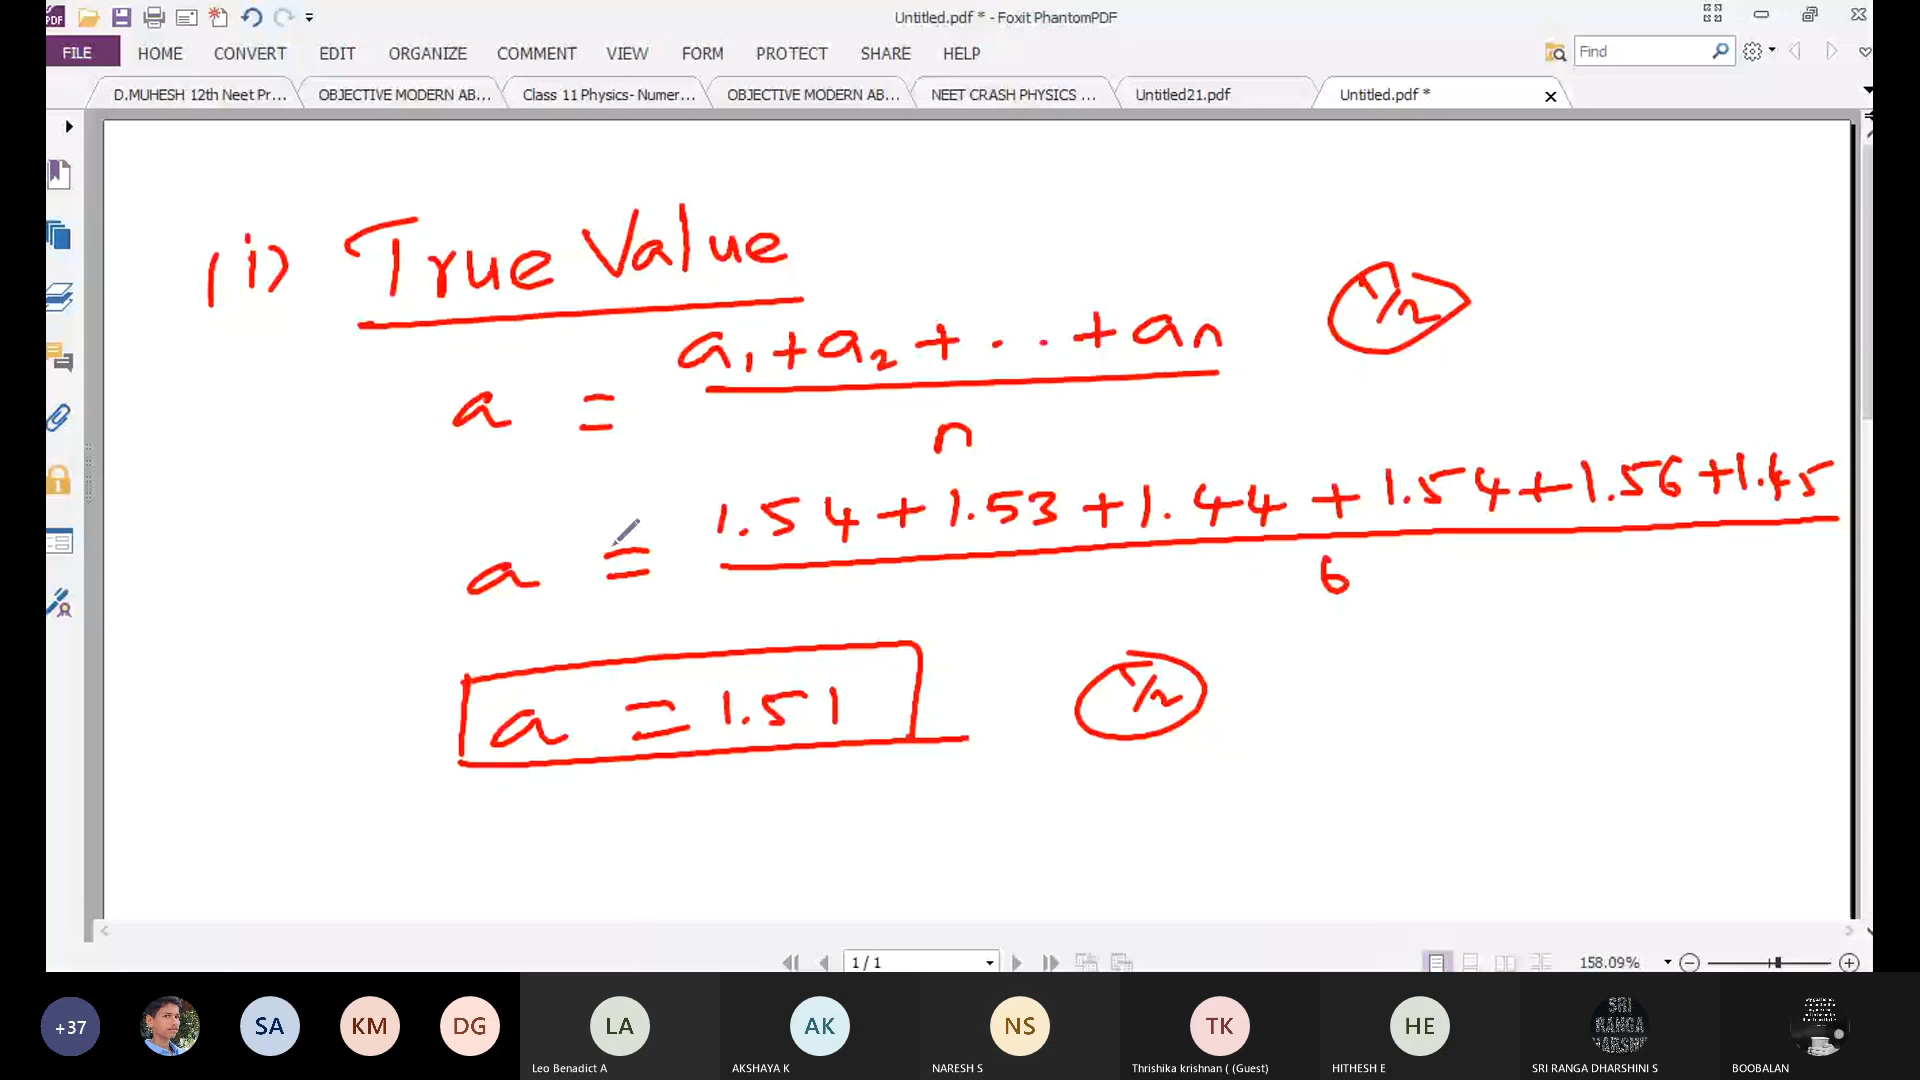 Untitled.pdf * - Foxit PhantomPDF
FILE HOME CONVERT EDIT ORGANIZE COMMENT VIEW FORM PROTECT SHARE HELP Find
D.MUHESH 12th Neet Pr... OBJECTIVE MODERN AB... Class 11 Physics- Numer... OBJECTIVE MODERN AB... NEET CRASH PHYSICS ... Untitled21.pdf Untitled.pdf *
(i) True Value
a = a₁+a₂+...+an / n
1/2
a = 1.54+1.53+1.44+1.54+1.56+1.45 / 6
a = 1.51
1/2
1 / 1 158.09%
+37 SA KM DG LA AK NS TK HE SRI RANGA DHARSHINI
Leo Benadict A AKSHAYA K NARESH S Thrishika krishnan ( (Guest) HITHESH E SRI RANGA DHARSHINI S BOOBALAN